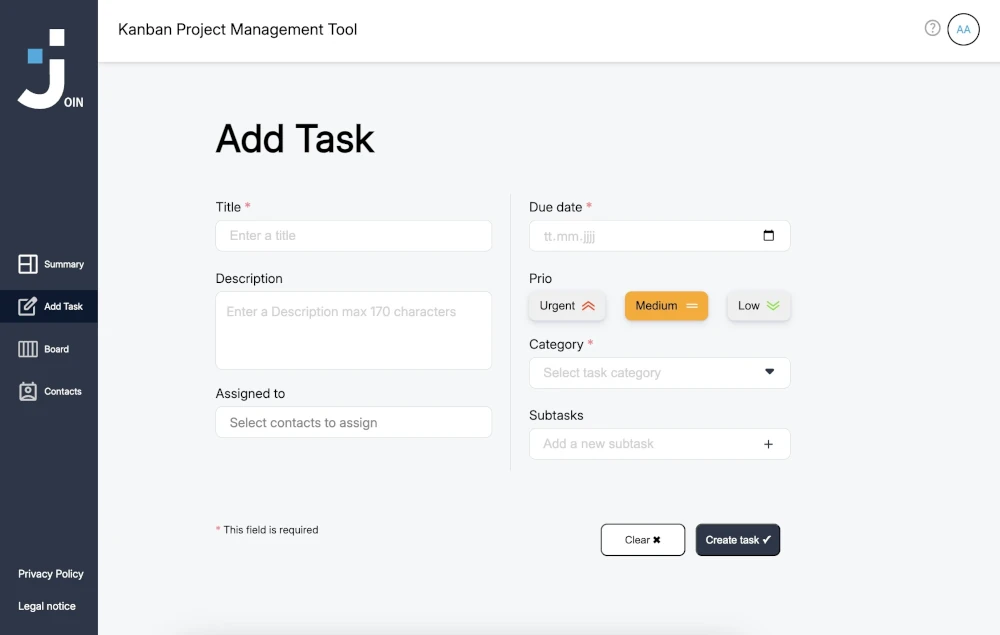 Kanban Project Management Tool
AA
OIN
Summary
Add Task
Board
Contacts
Privacy Policy
Legal notice
Add Task
Title *
Enter a title
Description
Enter a Description max 170 characters
Assigned to
Select contacts to assign
Due date *
tt.mm.jjjj
Prio
Urgent
Medium
Low
Category *
Select task category
Subtasks
Add a new subtask
* This field is required
Clear ✖
Create task ✓